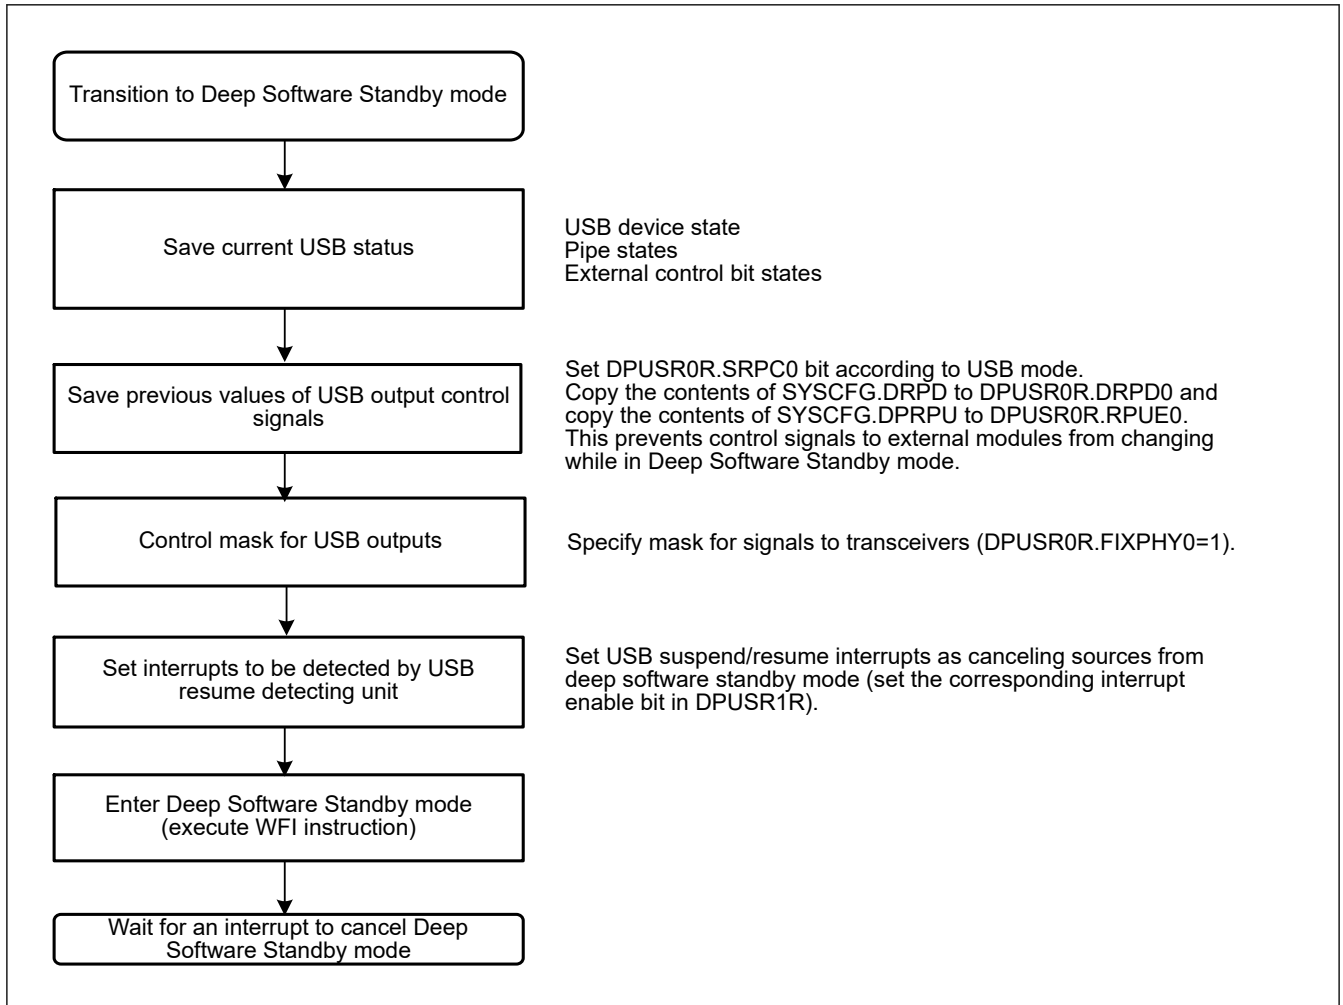 Transition to Deep Software Standby mode
Save current USB status
USB device state
Pipe states
External control bit states
Save previous values of USB output control
signals
Set DPUSR0R.SRPC0 bit according to USB mode.
Copy the contents of SYSCFG.DRPD to DPUSR0R.DRPD0 and
copy the contents of SYSCFG.DPRPU to DPUSR0R.RPUE0.
This prevents control signals to external modules from changing
while in Deep Software Standby mode.
Control mask for USB outputs
Specify mask for signals to transceivers (DPUSR0R.FIXPHY0=1).
Set interrupts to be detected by USB
resume detecting unit
Set USB suspend/resume interrupts as canceling sources from
deep software standby mode (set the corresponding interrupt
enable bit in DPUSR1R).
Enter Deep Software Standby mode
(execute WFI instruction)
Wait for an interrupt to cancel Deep
Software Standby mode